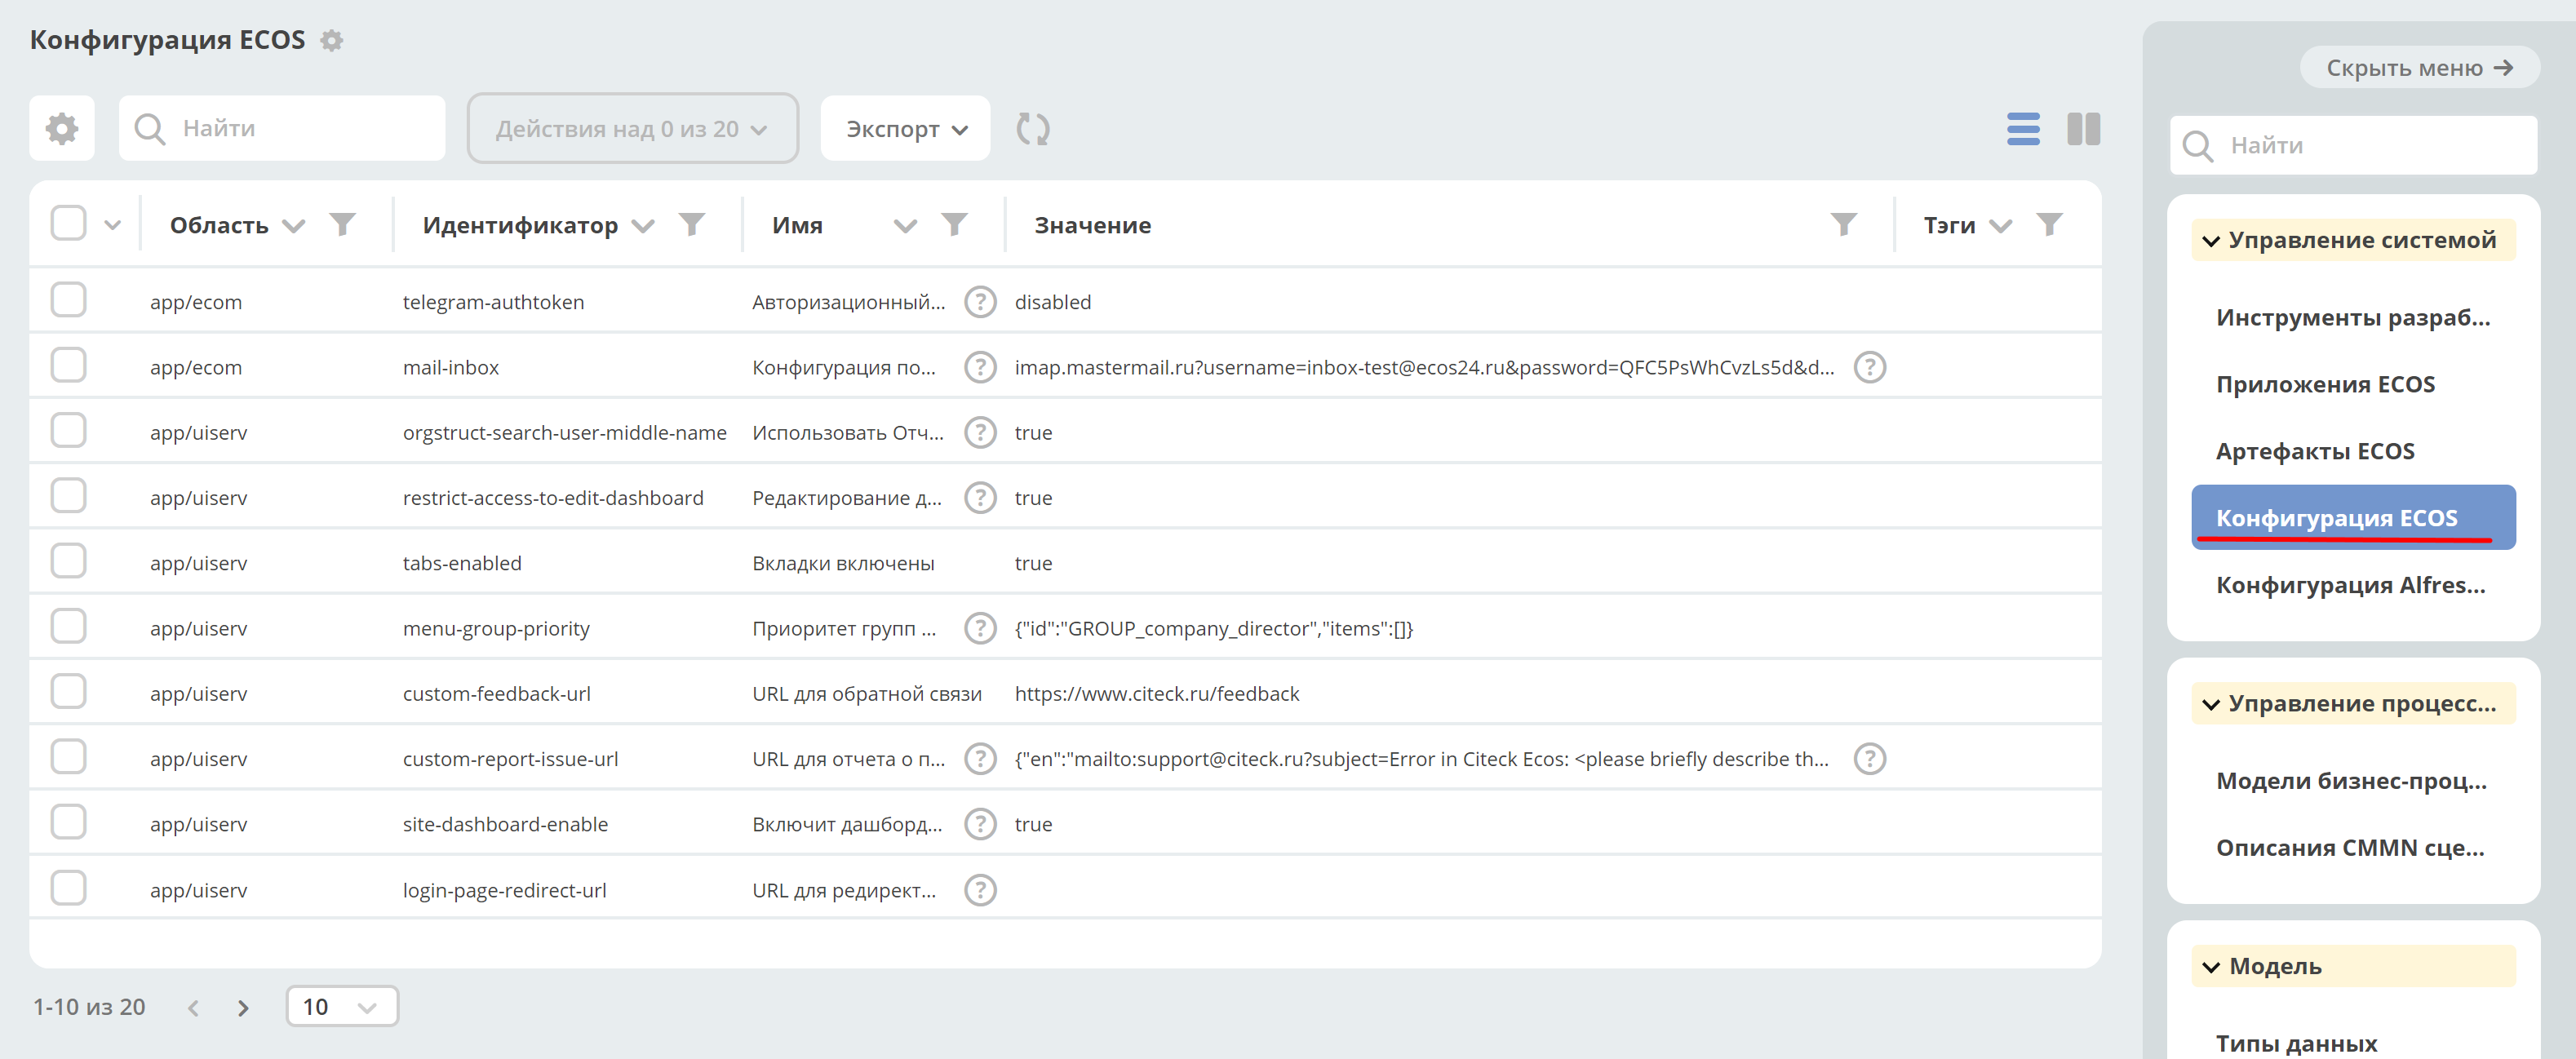 Конфигурация ECOS
Найти
Действия над 0 из 20
Экспорт
Область Идентификатор Имя Значение Тэги
app/ecom telegram-authtoken Авторизационный... ? disabled
app/ecom mail-inbox Конфигурация по... ? imap.mastermail.ru?username=inbox-test@ecos24.ru&password=QFC5PsWhCvzLs5d&d... ?
app/uiserv orgstruct-search-user-middle-name Использовать Отч... ? true
app/uiserv restrict-access-to-edit-dashboard Редактирование д... ? true
app/uiserv tabs-enabled Вкладки включены true
app/uiserv menu-group-priority Приоритет групп ... ? {"id":"GROUP_company_director","items":[]}
app/uiserv custom-feedback-url URL для обратной связи https://www.citeck.ru/feedback
app/uiserv custom-report-issue-url URL для отчета о п... ? {"en":"mailto:support@citeck.ru?subject=Error in Citeck Ecos: <please briefly describe th... ?
app/uiserv site-dashboard-enable Включит дашборд... ? true
app/uiserv login-page-redirect-url URL для редирект... ?
1-10 из 20
10
Скрыть меню →
Найти
Управление системой
Инструменты разраб...
Приложения ECOS
Артефакты ECOS
Конфигурация ECOS
Конфигурация Alfres...
Управление процесс...
Модели бизнес-проц...
Описания CMMN сце...
Модель
Типы данных